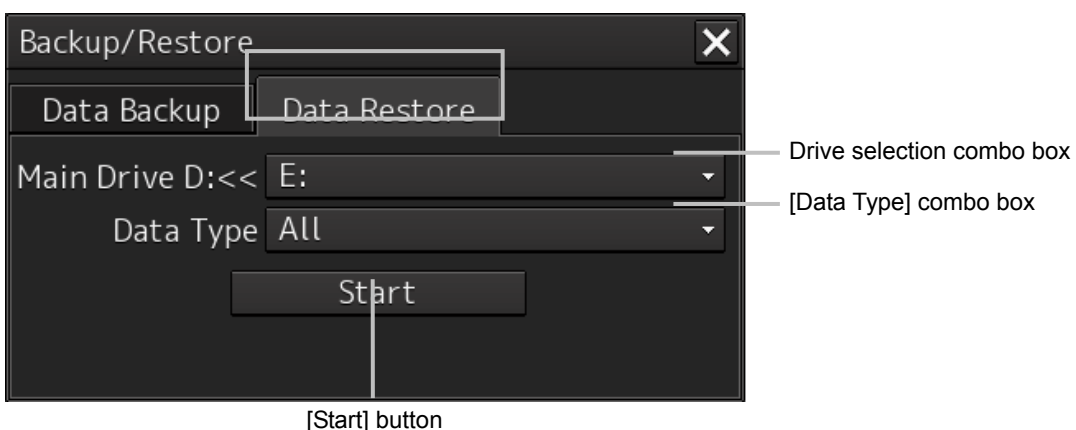 Backup/Restore
Data Backup Data Restore
Main Drive D:<< E:
Drive selection combo box
Data Type All
[Data Type] combo box
Start
[Start] button